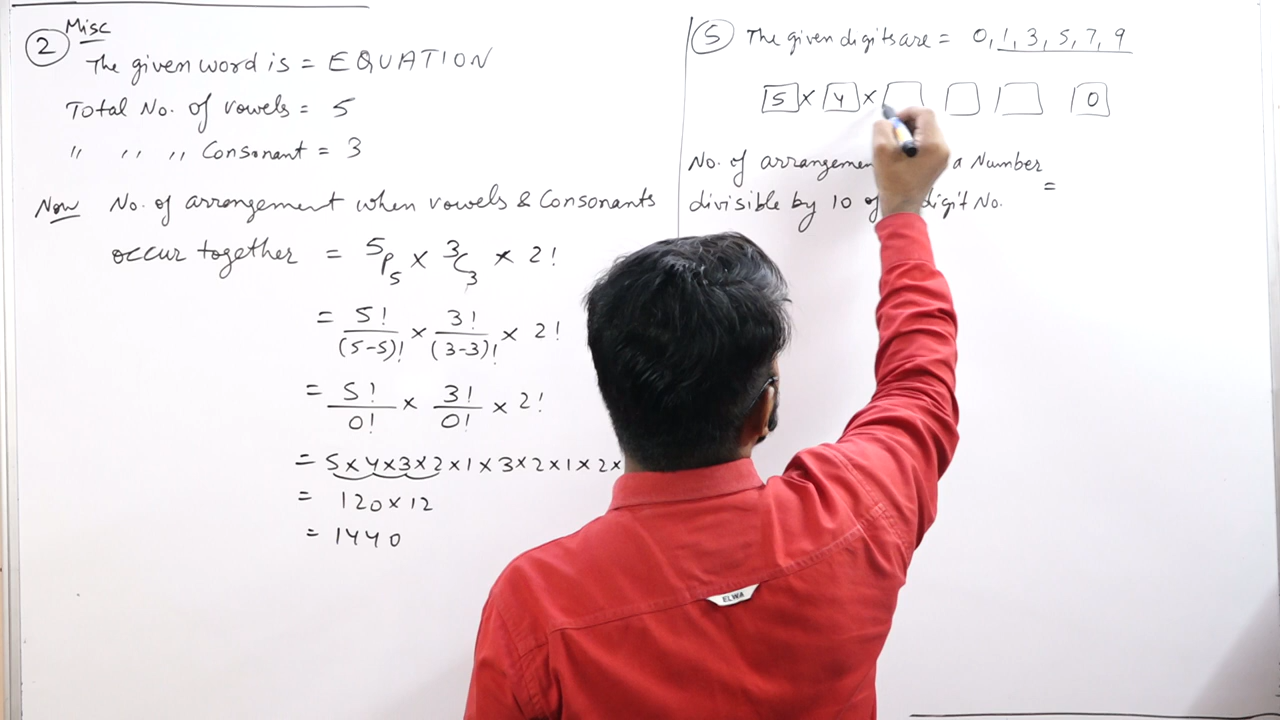 Misc
② The given word is = EQUATION
Total No. of vowels = 5
" " " Consonant = 3
Now No. of arrangement when vowels & Consonants
occur together = ⁵P₅ × ³C₃ × 2!
= 5!/(5-5)! × 3!/(3-3)! × 2!
= 5!/0! × 3!/0! × 2!
= 5×4×3×2×1×3×2×1×2×
= 120×12
= 1440
⑤ The given digits are = 0, 1, 3, 5, 7, 9
5 × 4 × 0
No. of arrangemen a Number
divisible by 10 digit No. =
ELWA